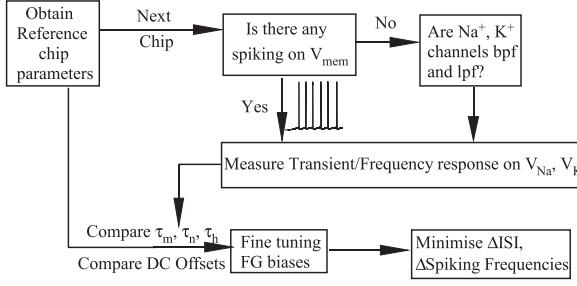 Obtain
Reference
chip
parameters
Next
Chip
Is there any
spiking on V_mem
No
Are Na⁺, K⁺
channels bpf
and lpf?
Yes
Measure Transient/Frequency response on V_Na, V_K
Compare τ_m, τ_n, τ_h
Compare DC Offsets
Fine tuning
FG biases
Minimise ΔISI,
ΔSpiking Frequencies